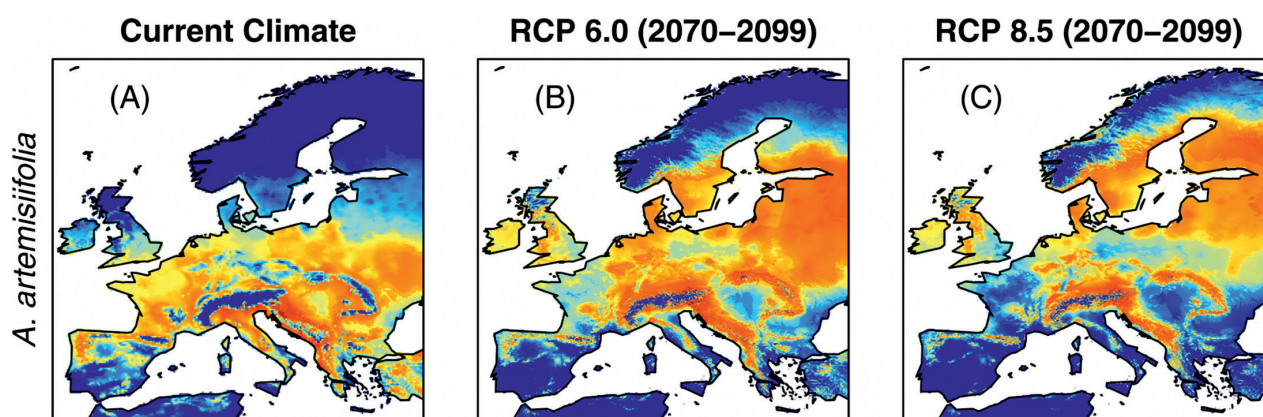 Current Climate
RCP 6.0 (2070–2099)
RCP 8.5 (2070–2099)
A. artemisiifolia
(A)
(B)
(C)